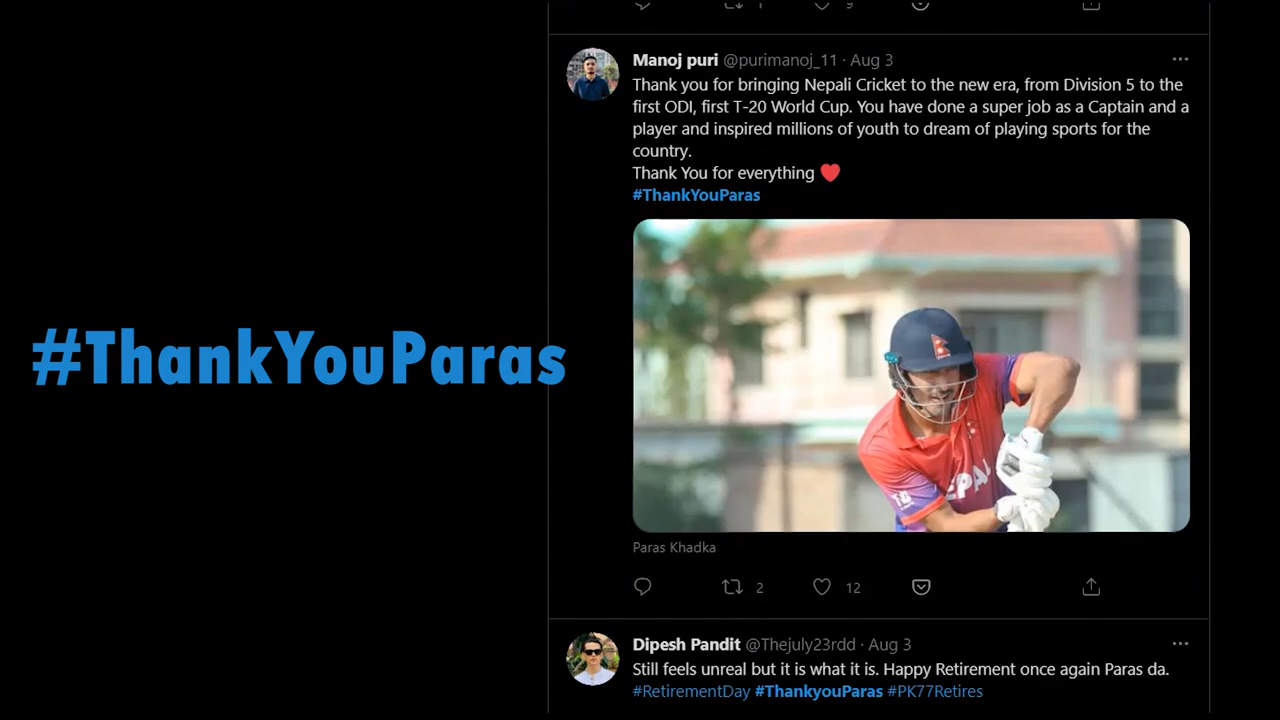 1
9
Manoj puri @purimanoj_11 · Aug 3
Thank you for bringing Nepali Cricket to the new era, from Division 5 to the
first ODI, first T-20 World Cup. You have done a super job as a Captain and a
player and inspired millions of youth to dream of playing sports for the
country.
Thank You for everything ❤️
#ThankYouParas
#ThankYouParas
EPAL
Paras Khadka
2
12
Dipesh Pandit @Thejuly23rdd · Aug 3
Still feels unreal but it is what it is. Happy Retirement once again Paras da.
#RetirementDay #ThankyouParas #PK77Retires